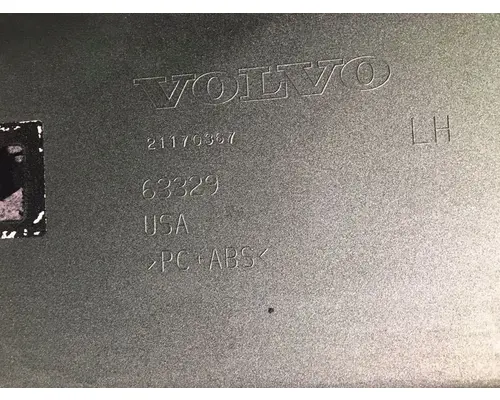 VOLVO
21170367 LH
63329
USA
>PC+ABS<